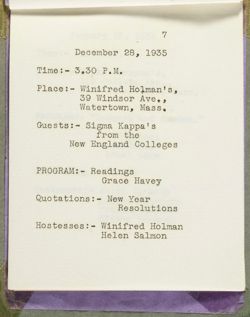 7
December 28, 1935
Time:- 3.30 P.M.
Place:- Winifred Holman's,
39 Windsor Ave.,
Watertown, Mass.
Guests:- Sigma Kappa's
from the
New England Colleges
PROGRAM:- Readings
Grace Havey
Quotations:- New Year
Resolutions
Hostesses:- Winifred Holman
Helen Salmon